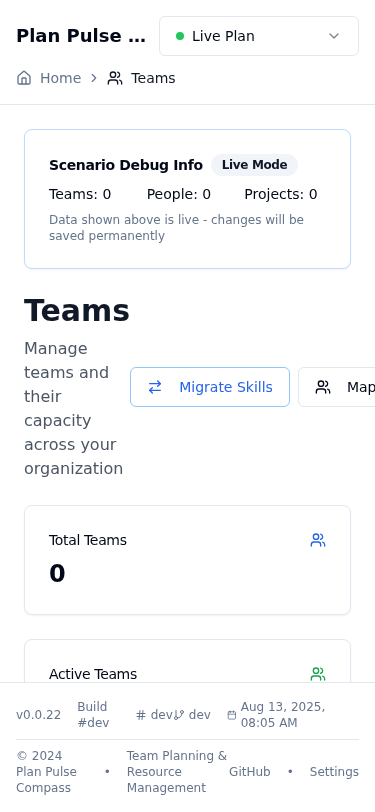 Plan Pulse ...
Live Plan
Home
Teams
Scenario Debug Info
Live Mode
Teams: 0
People: 0
Projects: 0
Data shown above is live - changes will be
saved permanently
Teams
Manage
teams and
their
capacity
across your
organization
Migrate Skills
Map
Total Teams
0
Active Teams
v0.0.22
Build
#dev
# dev
dev
Aug 13, 2025,
08:05 AM
© 2024
Plan Pulse
Compass
•
Team Planning &
Resource
Management
GitHub
•
Settings